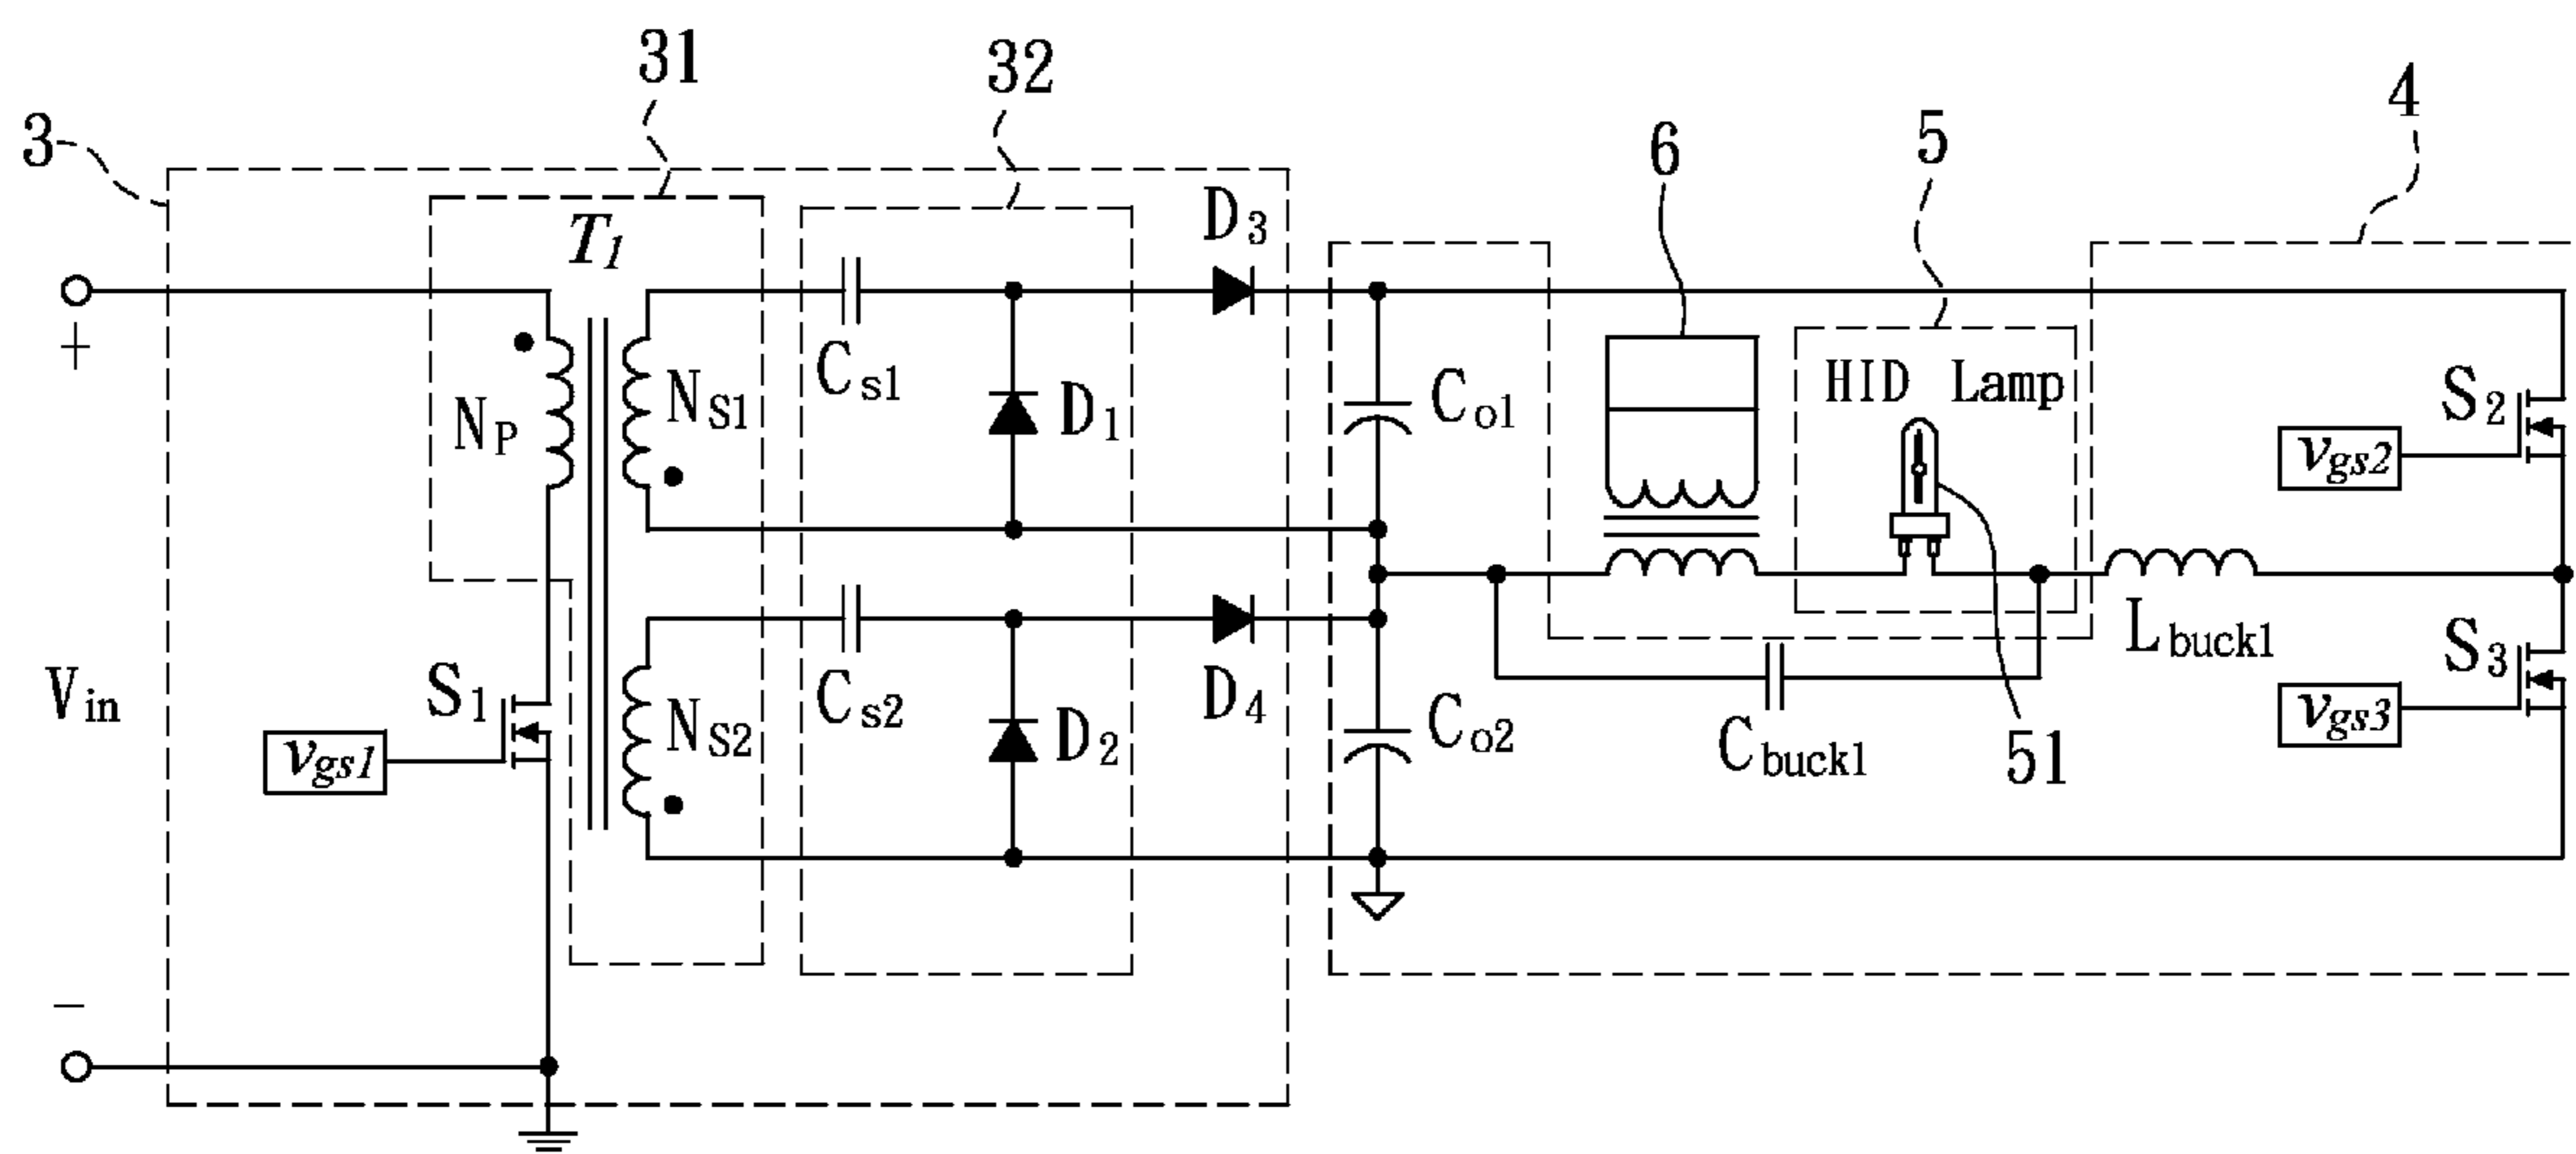 31
32
4
3
6
5
D3
T1
HID Lamp
+
NP
NS1
Cs1
D1
Co1
S2
vgs2
Vin
S1
NS2
Cs2
D2
D4
Co2
Lbuck1
S3
vgs1
Cbuck1
51
vgs3
−